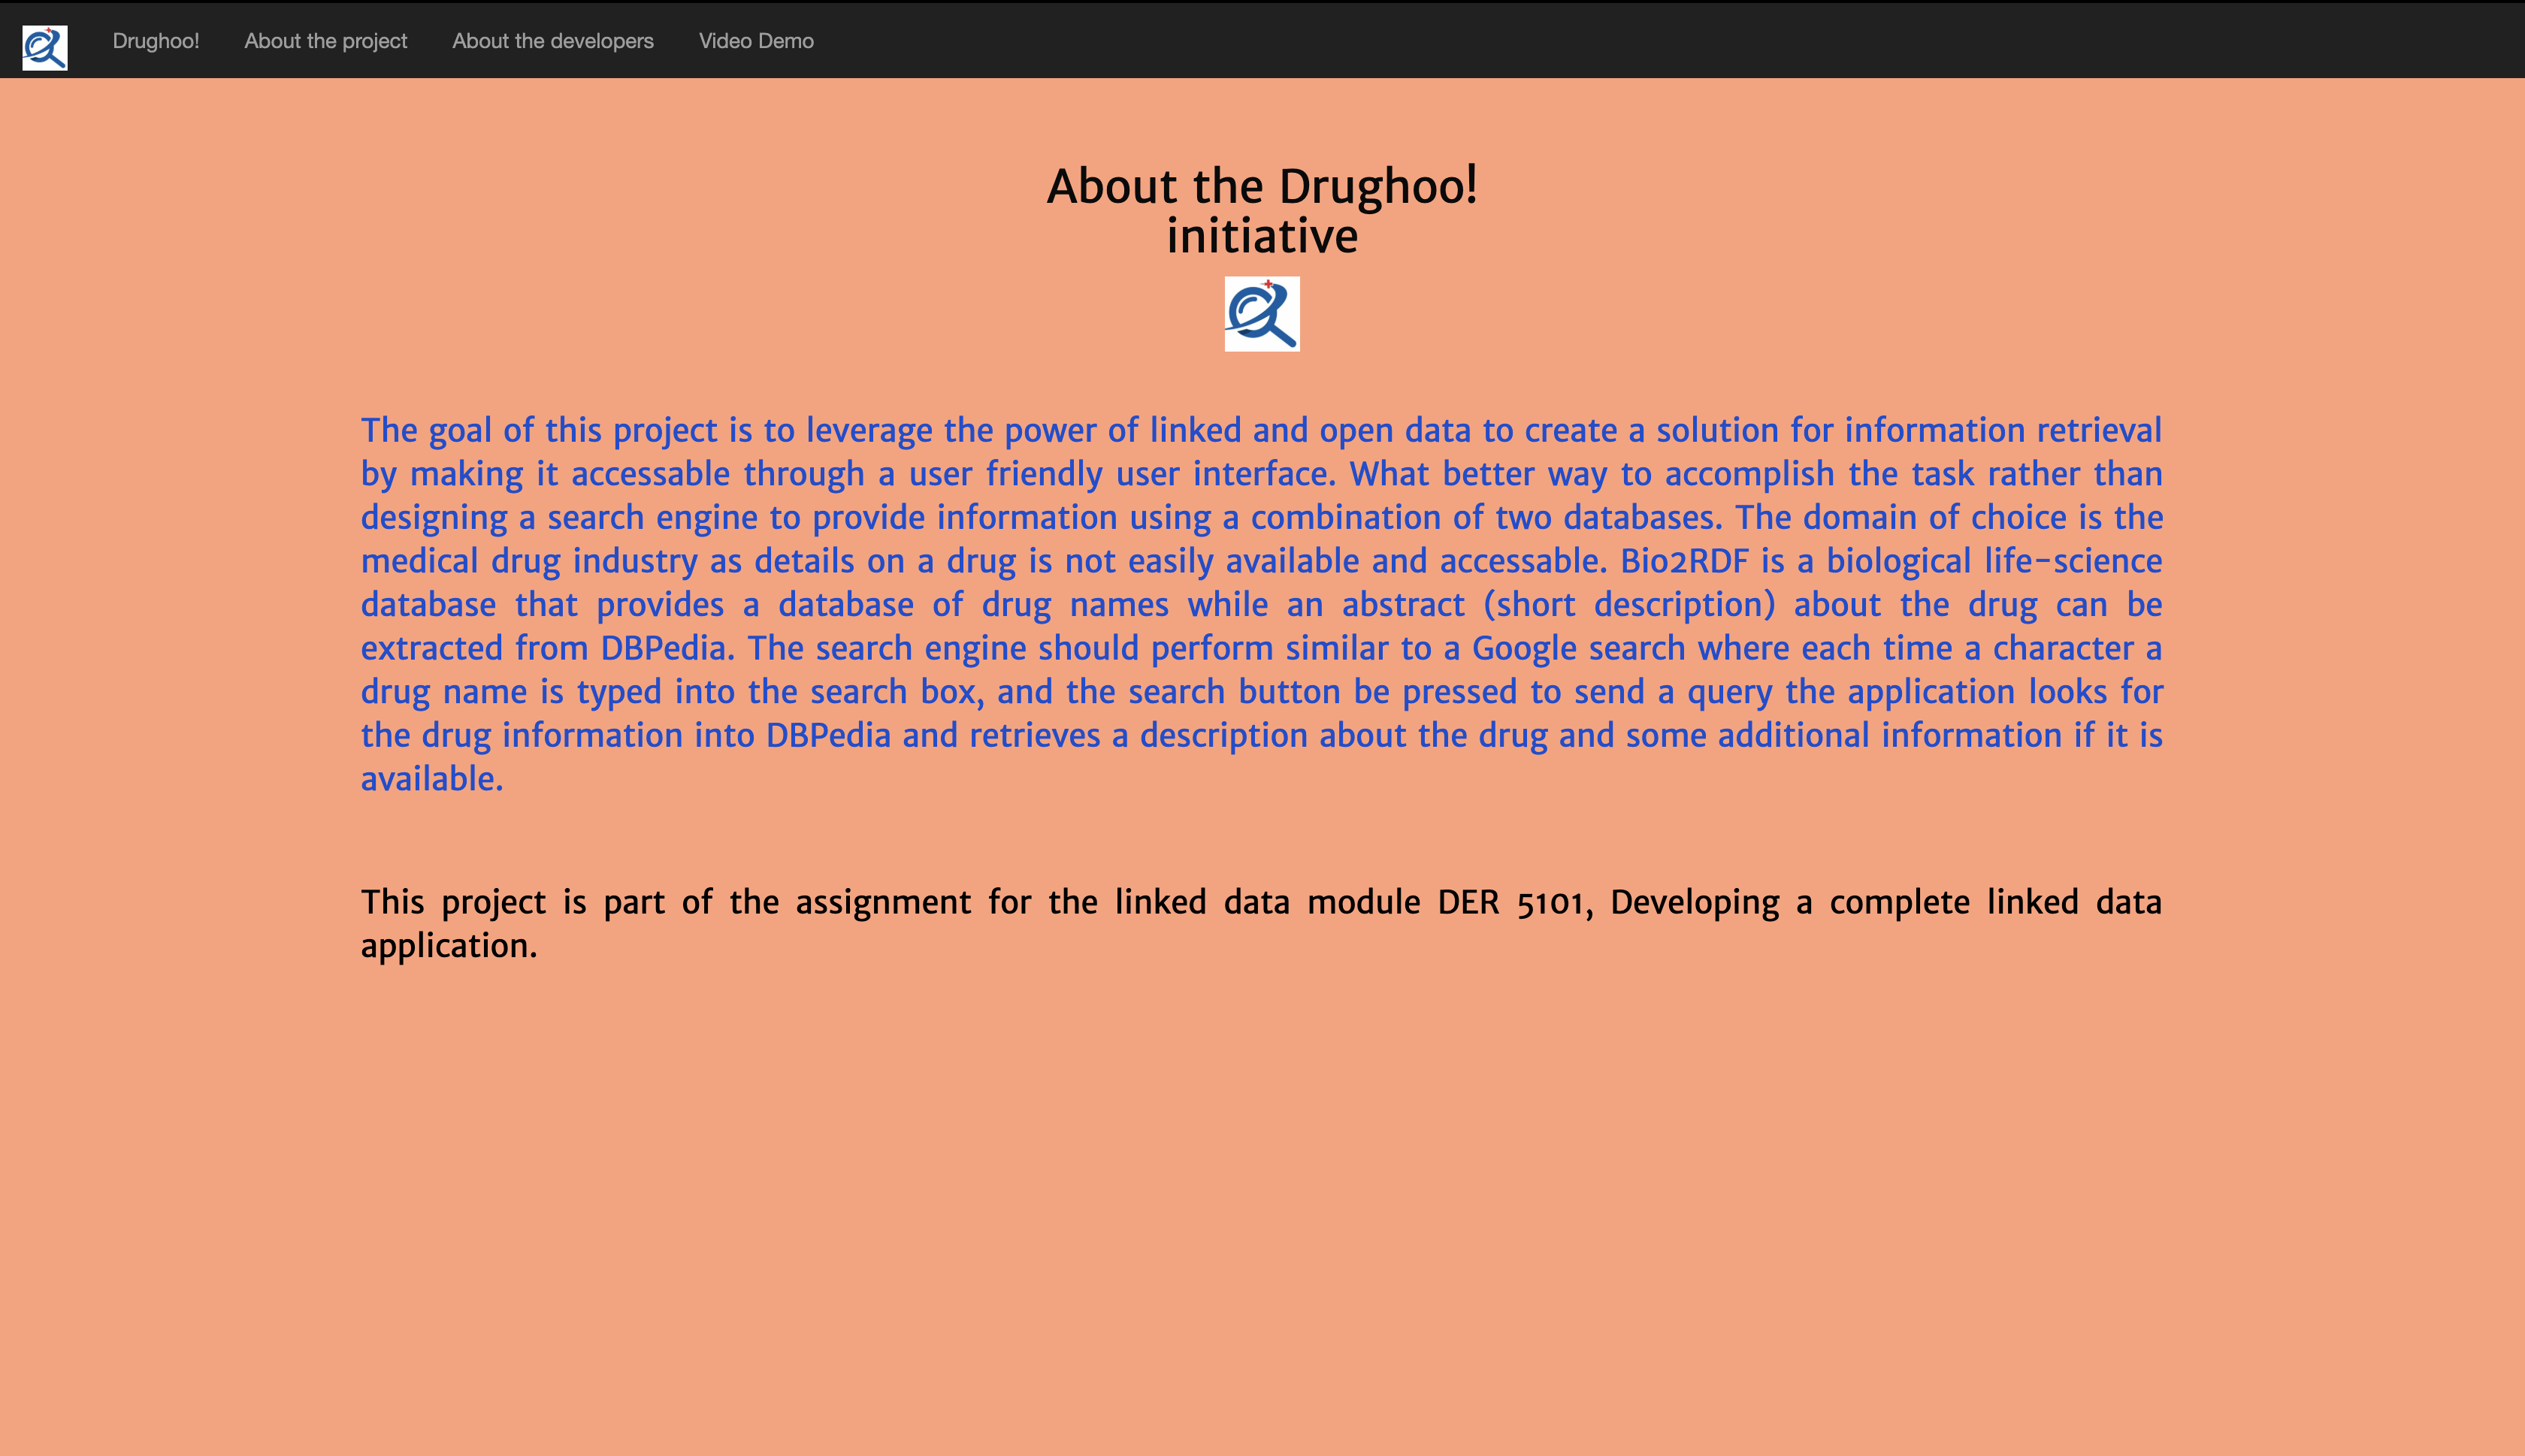 Drughoo! About the project About the developers Video Demo
About the Drughoo!
initiative
The goal of this project is to leverage the power of linked and open data to create a solution for information retrieval
by making it accessable through a user friendly user interface. What better way to accomplish the task rather than
designing a search engine to provide information using a combination of two databases. The domain of choice is the
medical drug industry as details on a drug is not easily available and accessable. Bio2RDF is a biological life-science
database that provides a database of drug names while an abstract (short description) about the drug can be
extracted from DBPedia. The search engine should perform similar to a Google search where each time a character a
drug name is typed into the search box, and the search button be pressed to send a query the application looks for
the drug information into DBPedia and retrieves a description about the drug and some additional information if it is
available.
This project is part of the assignment for the linked data module DER 5101, Developing a complete linked data
application.